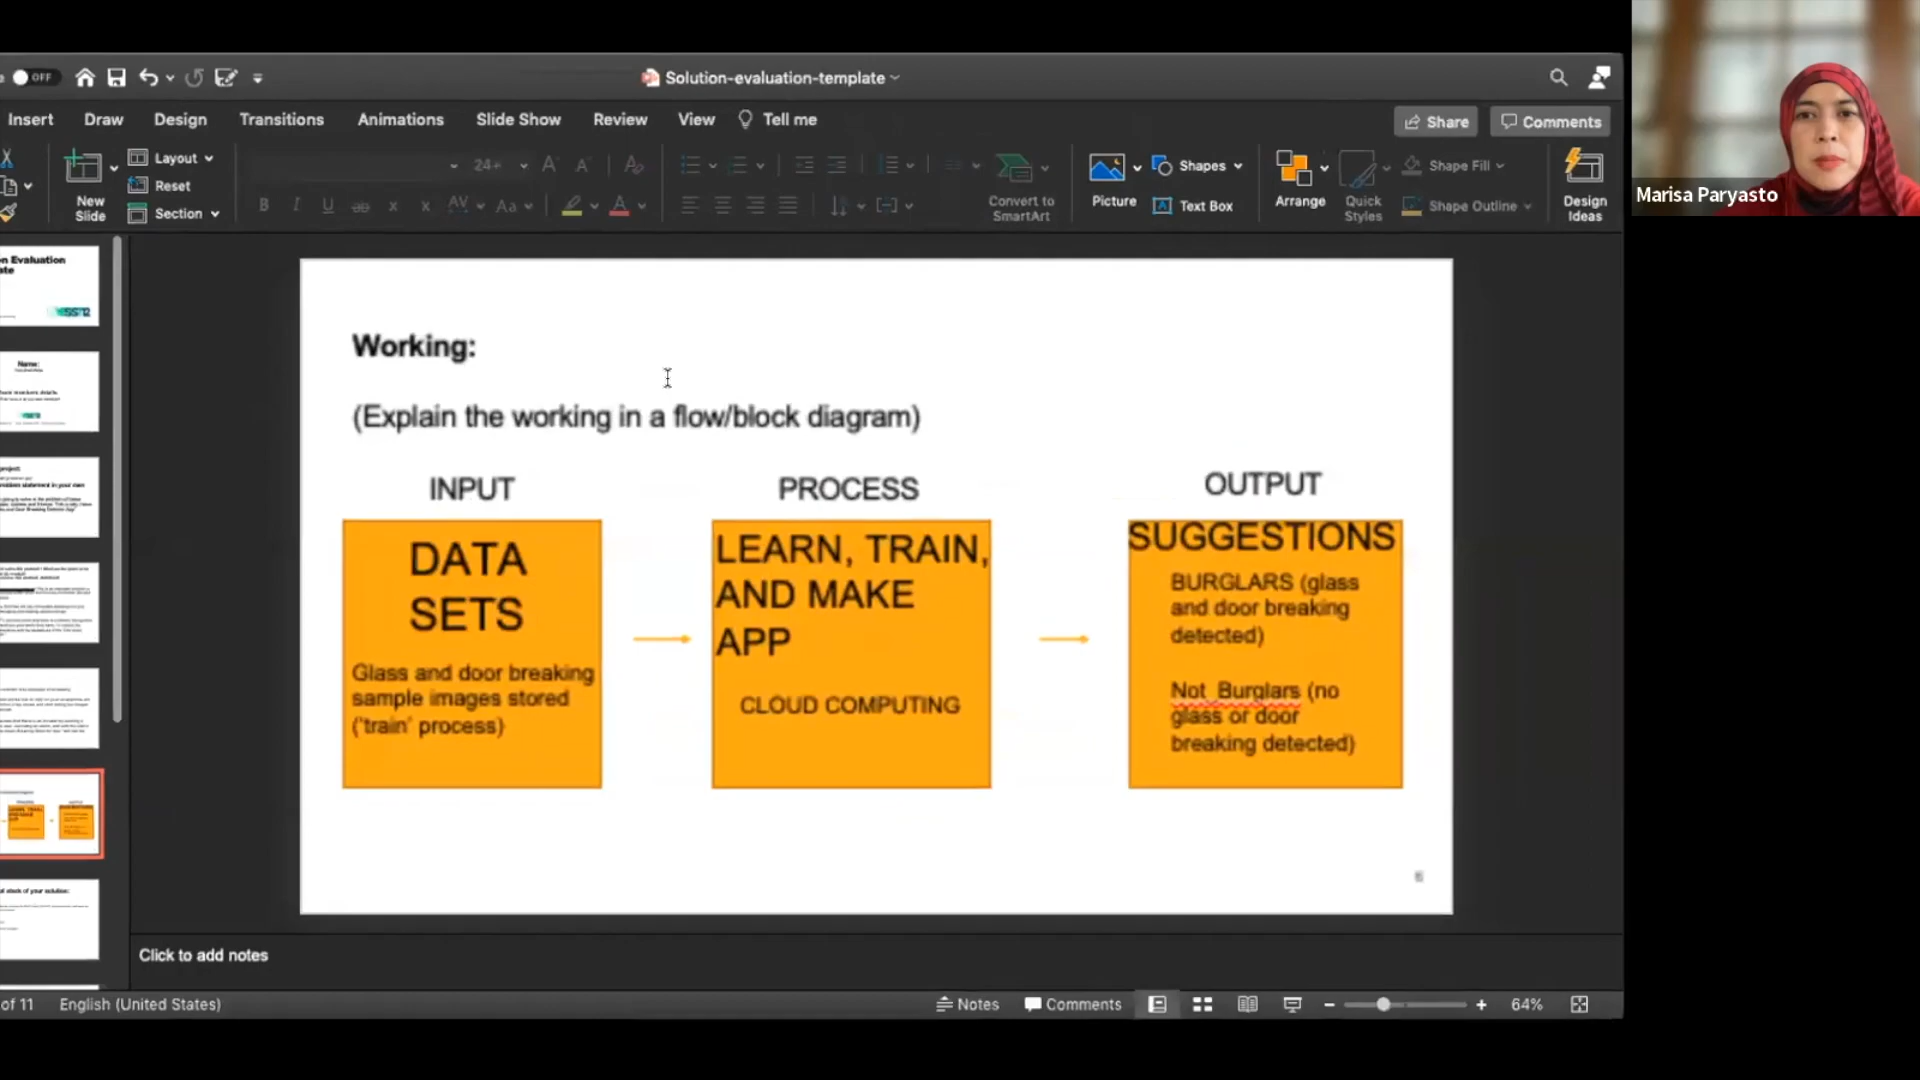 OFF
Solution-evaluation-template
Insert Draw Design Transitions Animations Slide Show Review View Tell me
Share Comments
New Slide
Layout
Reset
Section
24+
Convert to SmartArt
Picture
Shapes
Text Box
Arrange
Quick Styles
Shape Fill
Shape Outline
Design Ideas
Marisa Paryasto
n Evaluation
ate
Name:
Working:
(Explain the working in a flow/block diagram)
INPUT
DATA
SETS
Glass and door breaking
sample images stored
('train' process)
PROCESS
LEARN, TRAIN,
AND MAKE
APP
CLOUD COMPUTING
OUTPUT
SUGGESTIONS
BURGLARS (glass
and door breaking
detected)
Not Burglars (no
glass or door
breaking detected)
Click to add notes
of 11 English (United States)
Notes Comments 64%